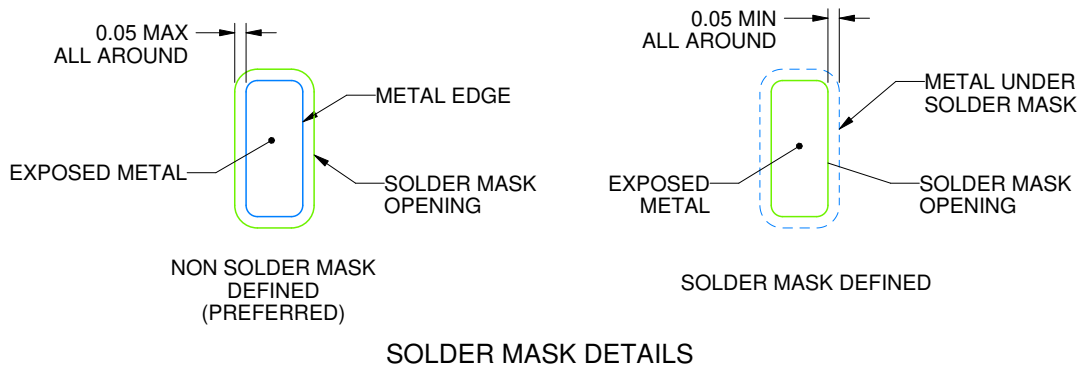 0.05 MAX
ALL AROUND
METAL EDGE
EXPOSED METAL
SOLDER MASK
OPENING
NON SOLDER MASK
DEFINED
(PREFERRED)
0.05 MIN
ALL AROUND
METAL UNDER
SOLDER MASK
EXPOSED
METAL
SOLDER MASK
OPENING
SOLDER MASK DEFINED
SOLDER MASK DETAILS